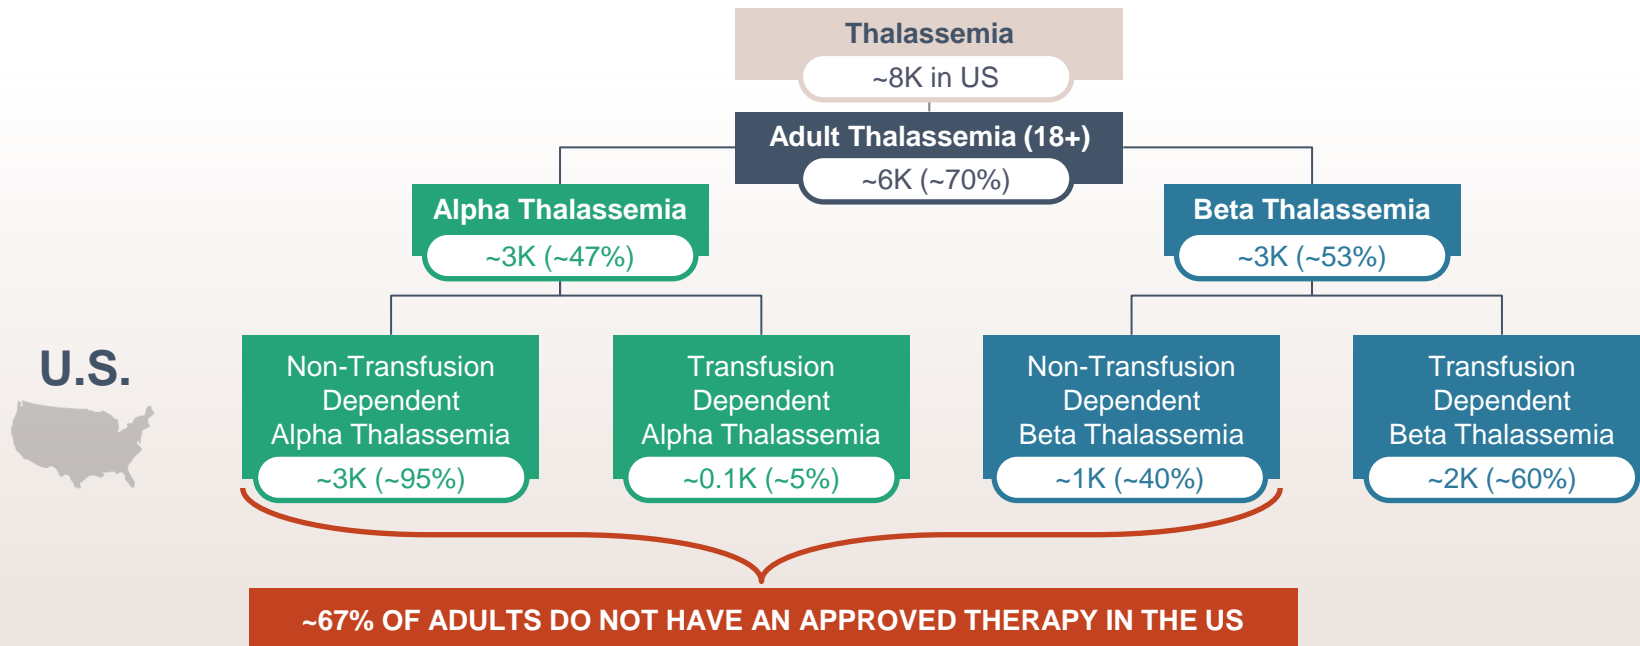 Thalassemia
~8K in US
Adult Thalassemia (18+)
~6K (~70%)
Alpha Thalassemia
~3K (~47%)
Beta Thalassemia
~3K (~53%)
U.S.
Non-Transfusion
Dependent
Alpha Thalassemia
~3K (~95%)
Transfusion
Dependent
Alpha Thalassemia
~0.1K (~5%)
Non-Transfusion
Dependent
Beta Thalassemia
~1K (~40%)
Transfusion
Dependent
Beta Thalassemia
~2K (~60%)
~67% OF ADULTS DO NOT HAVE AN APPROVED THERAPY IN THE US